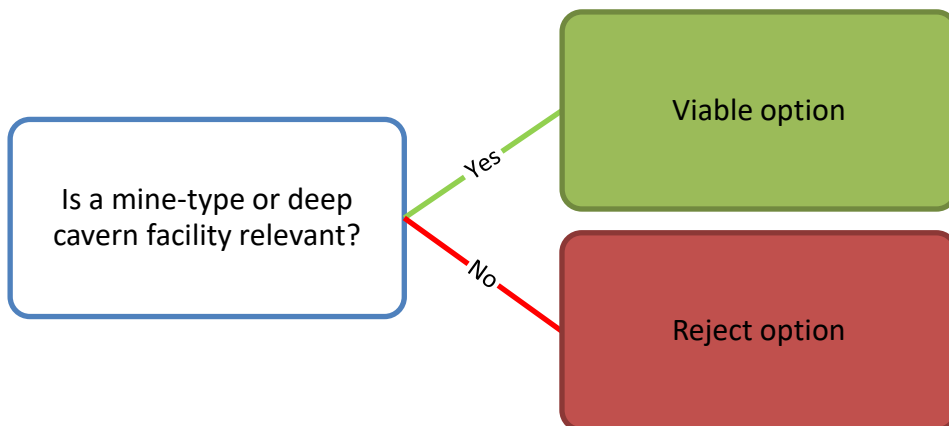 Is a mine-type or deep
cavern facility relevant?
Yes
Viable option
No
Reject option